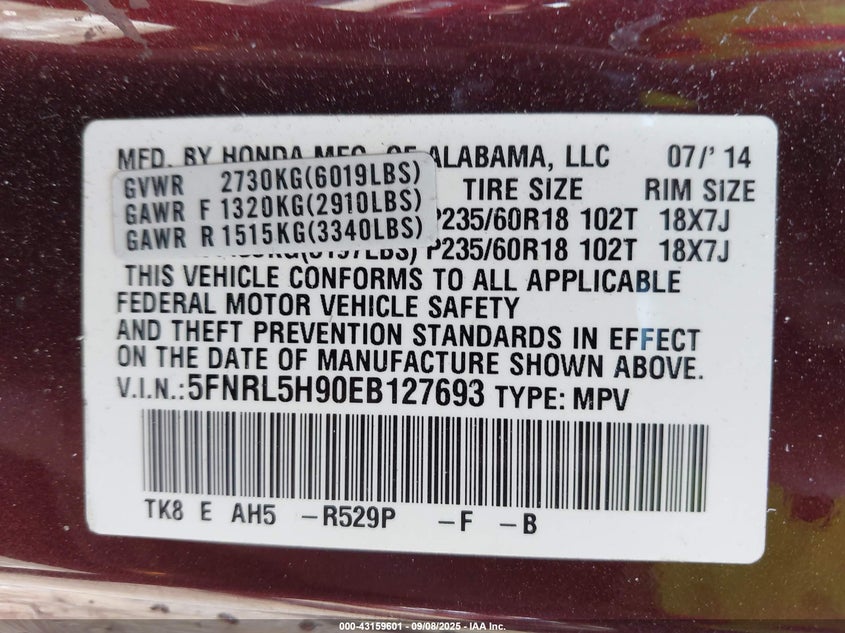 MFD. BY HONDA MFG. OF ALABAMA, LLC 07/' 14
GVWR 2730KG(6019LBS) TIRE SIZE RIM SIZE
GAWR F 1320KG(2910LBS) P235/60R18 102T 18X7J
GAWR R 1515KG(3340LBS) P235/60R18 102T 18X7J
THIS VEHICLE CONFORMS TO ALL APPLICABLE
FEDERAL MOTOR VEHICLE SAFETY
AND THEFT PREVENTION STANDARDS IN EFFECT
ON THE DATE OF MANUFACTURE SHOWN ABOVE.
V.I.N.:5FNRL5H90EB127693 TYPE: MPV
TK8 E AH5 -R529P -F -B
000-43159601 - 09/08/2025 - IAA Inc.